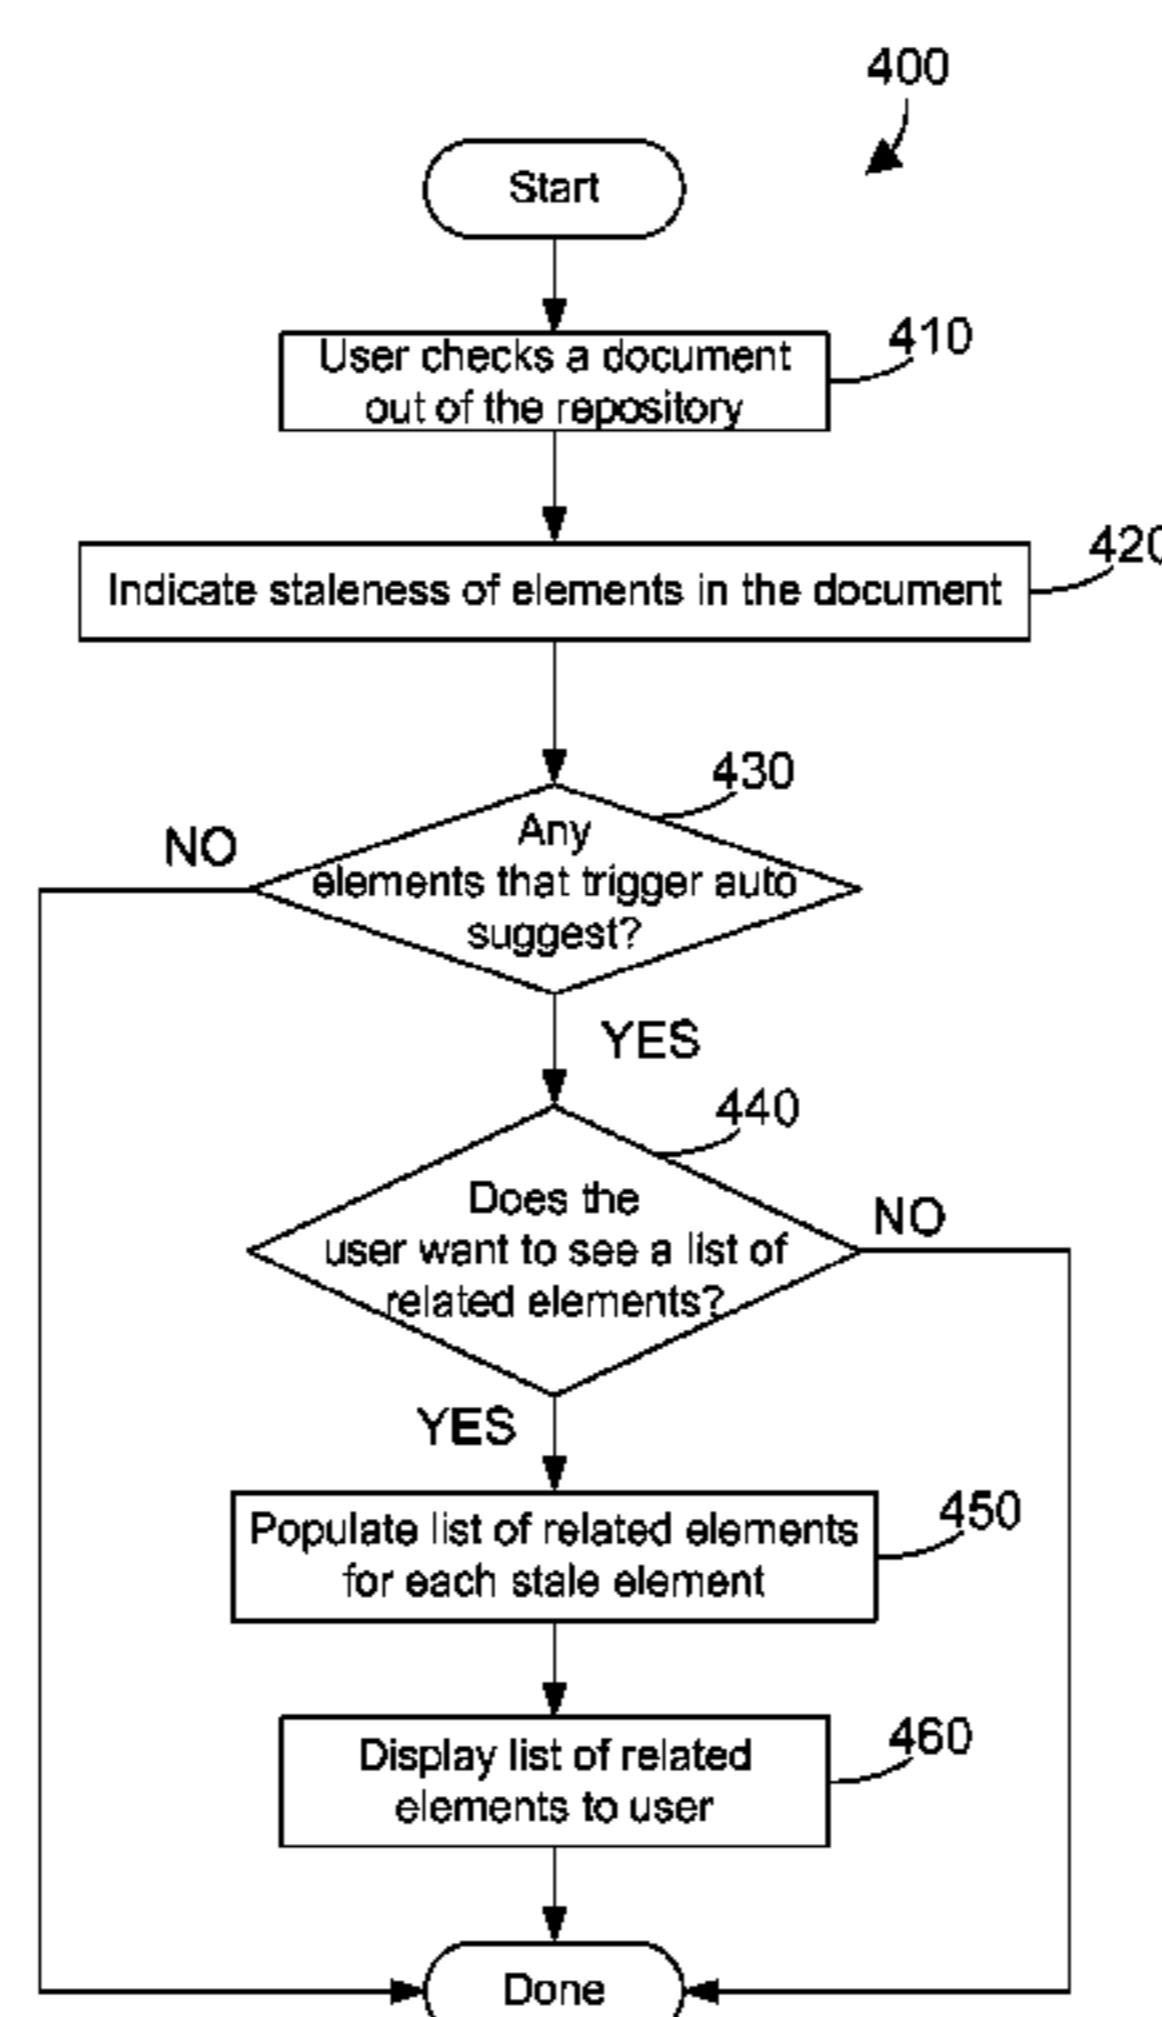 400
Start
User checks a document
out of the repository
410
Indicate staleness of elements in the document
420
430
NO
Any
elements that trigger auto
suggest?
YES
440
Does the
user want to see a list of
related elements?
NO
YES
Populate list of related elements
for each stale element
450
Display list of related
elements to user
460
Done